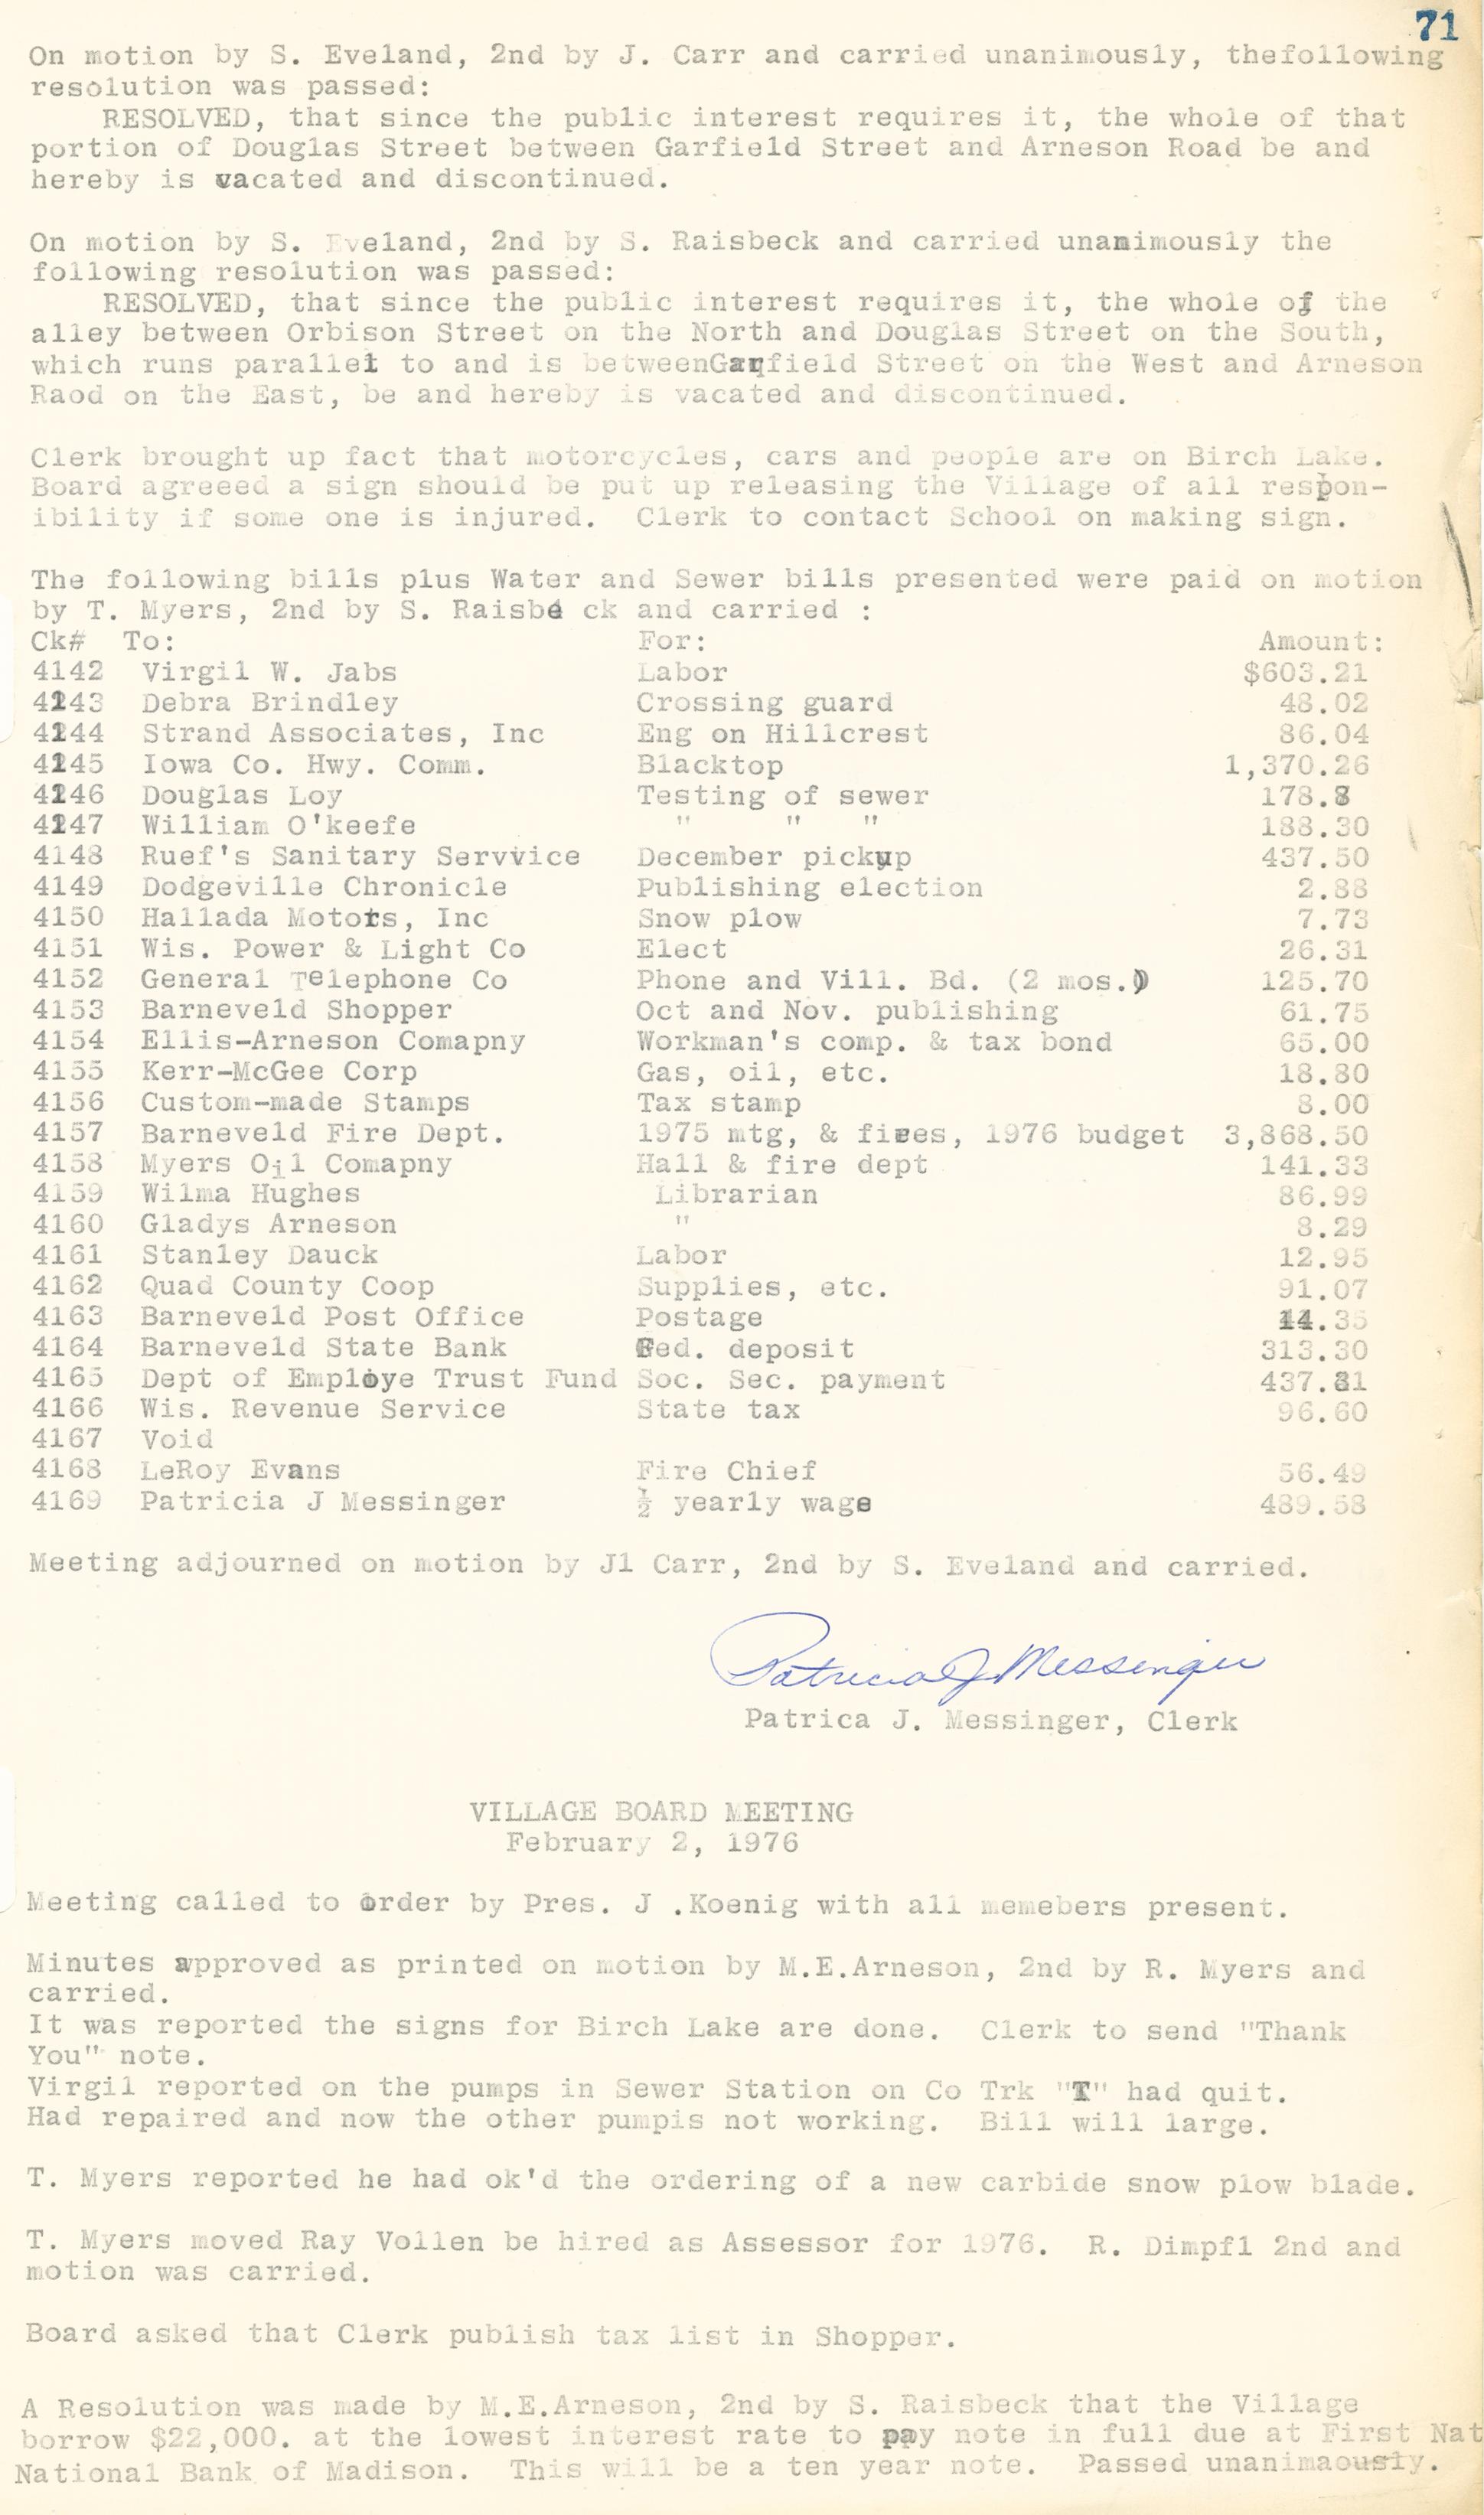 71
On motion by S. Eveland, 2nd by J. Carr and carried unanimously, thefollowing
resolution was passed:
RESOLVED, that since the public interest requires it, the whole of that
portion of Douglas Street between Garfield Street and Arneson Road be and
hereby is vacated and discontinued.
On motion by S. Eveland, 2nd by S. Raisbeck and carried unanimously the
following resolution was passed:
RESOLVED, that since the public interest requires it, the whole of the
alley between Orbison Street on the North and Douglas Street on the South,
which runs parallel to and is betweenGarfield Street on the West and Arneson
Raod on the East, be and hereby is vacated and discontinued.
Clerk brought up fact that motorcycles, cars and people are on Birch Lake.
Board agreeed a sign should be put up releasing the Village of all respon-
ibility if some one is injured. Clerk to contact School on making sign.
The following bills plus Water and Sewer bills presented were paid on motion
by T. Myers, 2nd by S. Raisbe ck and carried :
Ck# To: For: Amount:
4142 Virgil W. Jabs Labor $603.21
4143 Debra Brindley Crossing guard 48.02
4144 Strand Associates, Inc Eng on Hillcrest 86.04
4145 Iowa Co. Hwy. Comm. Blacktop 1,370.26
4146 Douglas Loy Testing of sewer 178.8
4147 William O'keefe " " " 188.30
4148 Ruef's Sanitary Servvice December pickup 437.50
4149 Dodgeville Chronicle Publishing election 2.88
4150 Hallada Motors, Inc Snow plow 7.73
4151 Wis. Power & Light Co Elect 26.31
4152 General Telephone Co Phone and Vill. Bd. (2 mos.) 125.70
4153 Barneveld Shopper Oct and Nov. publishing 61.75
4154 Ellis-Arneson Comapny Workman's comp. & tax bond 65.00
4155 Kerr-McGee Corp Gas, oil, etc. 18.80
4156 Custom-made Stamps Tax stamp 8.00
4157 Barneveld Fire Dept. 1975 mtg, & fires, 1976 budget 3,868.50
4158 Myers Oil Comapny Hall & fire dept 141.33
4159 Wilma Hughes Librarian 86.99
4160 Gladys Arneson " 8.29
4161 Stanley Dauck Labor 12.95
4162 Quad County Coop Supplies, etc. 91.07
4163 Barneveld Post Office Postage 14.35
4164 Barneveld State Bank Fed. deposit 313.30
4165 Dept of Employe Trust Fund Soc. Sec. payment 437.81
4166 Wis. Revenue Service State tax 96.60
4167 Void
4168 LeRoy Evans Fire Chief 56.49
4169 Patricia J Messinger ½ yearly wage 489.58
Meeting adjourned on motion by Jl Carr, 2nd by S. Eveland and carried.
Patricia J Messinger
Patrica J. Messinger, Clerk
VILLAGE BOARD MEETING
February 2, 1976
Meeting called to order by Pres. J .Koenig with all memebers present.
Minutes approved as printed on motion by M.E.Arneson, 2nd by R. Myers and
carried.
It was reported the signs for Birch Lake are done. Clerk to send "Thank
You" note.
Virgil reported on the pumps in Sewer Station on Co Trk "T" had quit.
Had repaired and now the other pumpis not working. Bill will large.
T. Myers reported he had ok'd the ordering of a new carbide snow plow blade.
T. Myers moved Ray Vollen be hired as Assessor for 1976. R. Dimpfl 2nd and
motion was carried.
Board asked that Clerk publish tax list in Shopper.
A Resolution was made by M.E.Arneson, 2nd by S. Raisbeck that the Village
borrow $22,000. at the lowest interest rate to pay note in full due at First Nat
National Bank of Madison. This will be a ten year note. Passed unanimaously.